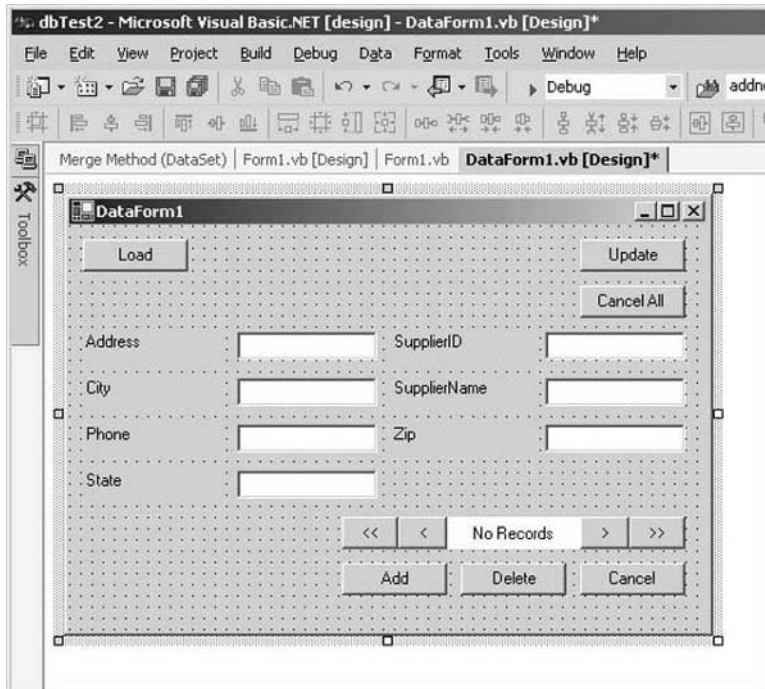 dbTest2 - Microsoft Visual Basic.NET [design] - DataForm1.vb [Design]*
File Edit View Project Build Debug Data Format Tools Window Help
Debug addne
Merge Method (DataSet) Form1.vb [Design] Form1.vb DataForm1.vb [Design]*
Toolbox
DataForm1
Load Update
Cancel All
Address SupplierID
City SupplierName
Phone Zip
State
<< < No Records > >>
Add Delete Cancel